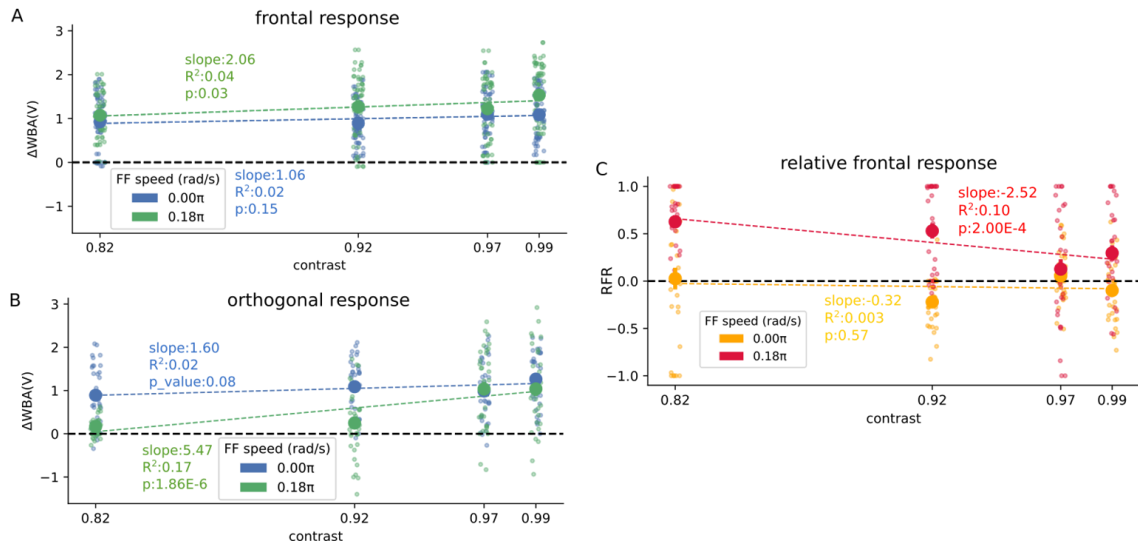 A
frontal response
3
2
1
0
−1
ΔWBA(V)
slope:2.06
R²:0.04
p:0.03
slope:1.06
R²:0.02
p:0.15
FF speed (rad/s)
0.00π
0.18π
0.82
0.92
0.97
0.99
contrast
B
orthogonal response
3
2
1
0
−1
ΔWBA(V)
slope:1.60
R²:0.02
p_value:0.08
slope:5.47
R²:0.17
p:1.86E-6
FF speed (rad/s)
0.00π
0.18π
0.82
0.92
0.97
0.99
contrast
C
relative frontal response
1.0
0.5
0.0
−0.5
−1.0
RFR
slope:-2.52
R²:0.10
p:2.00E-4
slope:-0.32
R²:0.003
p:0.57
FF speed (rad/s)
0.00π
0.18π
0.82
0.92
0.97
0.99
contrast